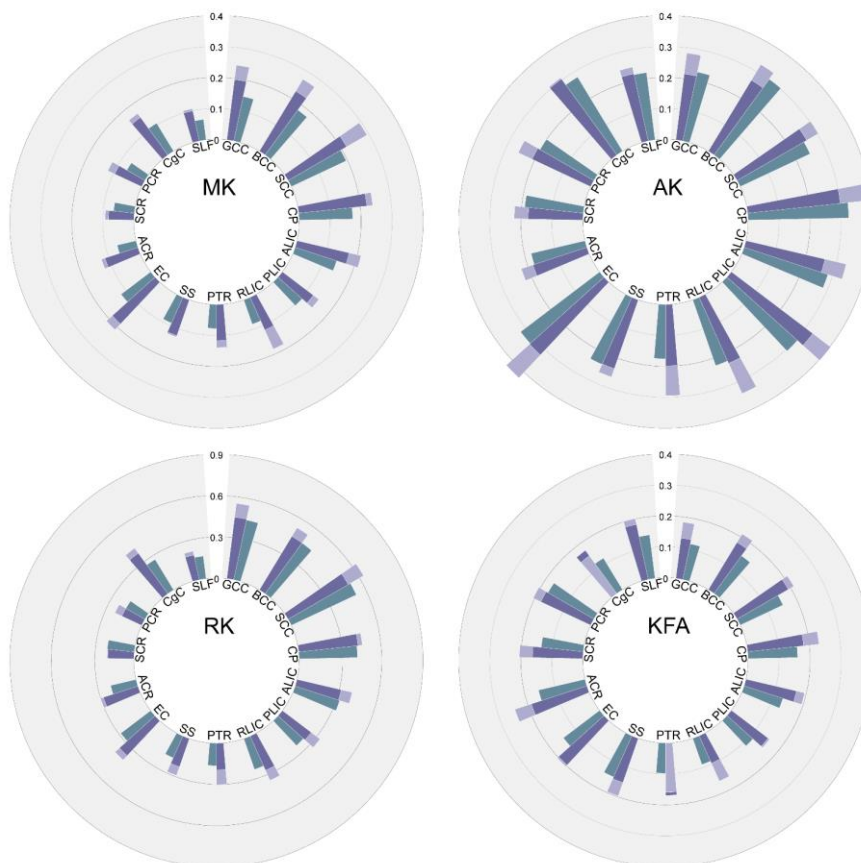 0.4
0.3
0.2
0.1
0
GCC
BCC
SCC
CP
ALIC
PLIC
RLIC
PTR
SS
EC
ACR
SCR
PCR
CgC
SLF
MK
0.4
0.3
0.2
0.1
0
GCC
BCC
SCC
CP
ALIC
PLIC
RLIC
PTR
SS
EC
ACR
SCR
PCR
CgC
SLF
AK
0.9
0.6
0.3
0
GCC
BCC
SCC
CP
ALIC
PLIC
RLIC
PTR
SS
EC
ACR
SCR
PCR
CgC
SLF
RK
0.4
0.3
0.2
0.1
0
GCC
BCC
SCC
CP
ALIC
PLIC
RLIC
PTR
SS
EC
ACR
SCR
PCR
CgC
SLF
KFA